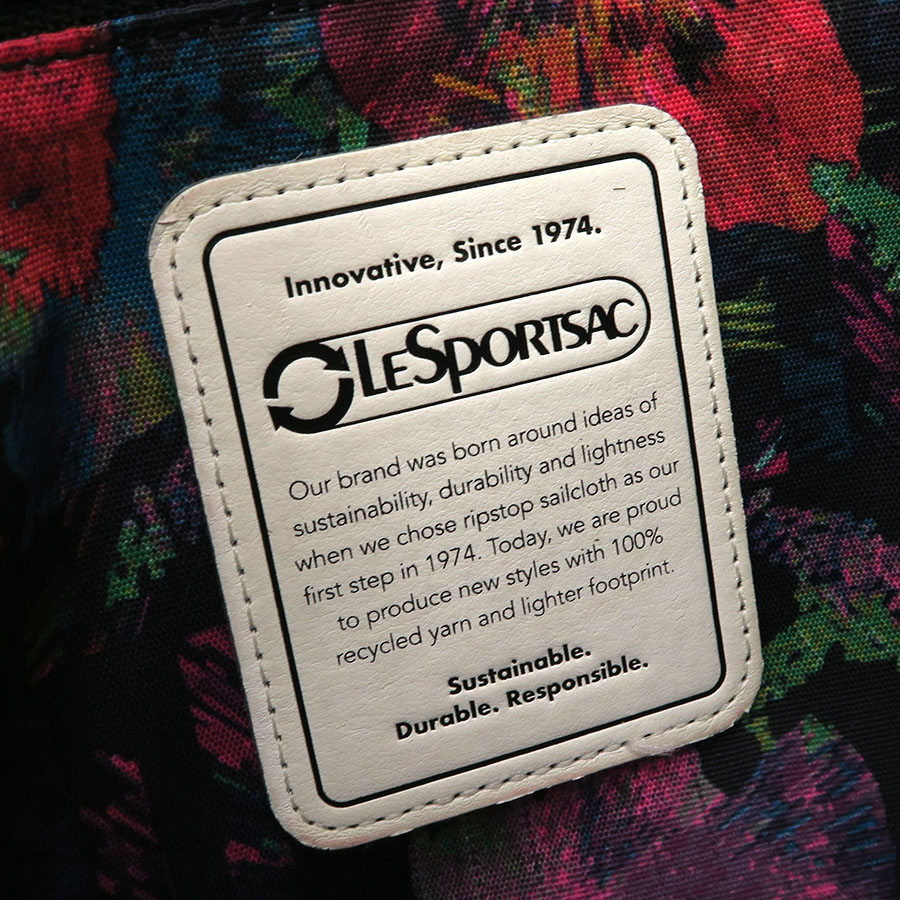 Innovative, Since 1974.
LeSportsac
Our brand was born around ideas of
sustainability, durability and lightness
when we chose ripstop sailcloth as our
first step in 1974. Today, we are proud
to produce new styles with 100%
recycled yarn and lighter footprint.
Sustainable.
Durable. Responsible.